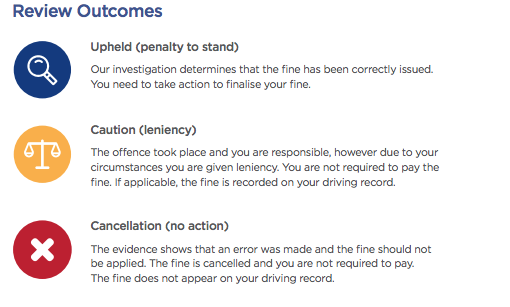 Review Outcomes
Upheld (penalty to stand)
Our investigation determines that the fine has been correctly issued.
You need to take action to finalise your fine.
Caution (leniency)
The offence took place and you are responsible, however due to your
circumstances you are given leniency. You are not required to pay the
fine. If applicable, the fine is recorded on your driving record.
Cancellation (no action)
The evidence shows that an error was made and the fine should not
be applied. The fine is cancelled and you are not required to pay.
The fine does not appear on your driving record.